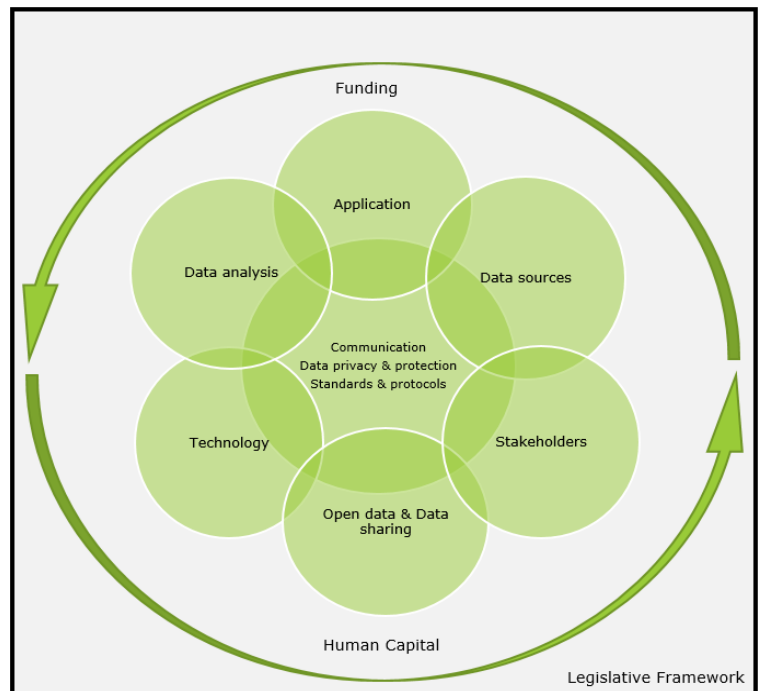 Funding
Application
Data analysis
Data sources
Communication
Data privacy & protection
Standards & protocols
Technology
Stakeholders
Open data & Data
sharing
Human Capital
Legislative Framework